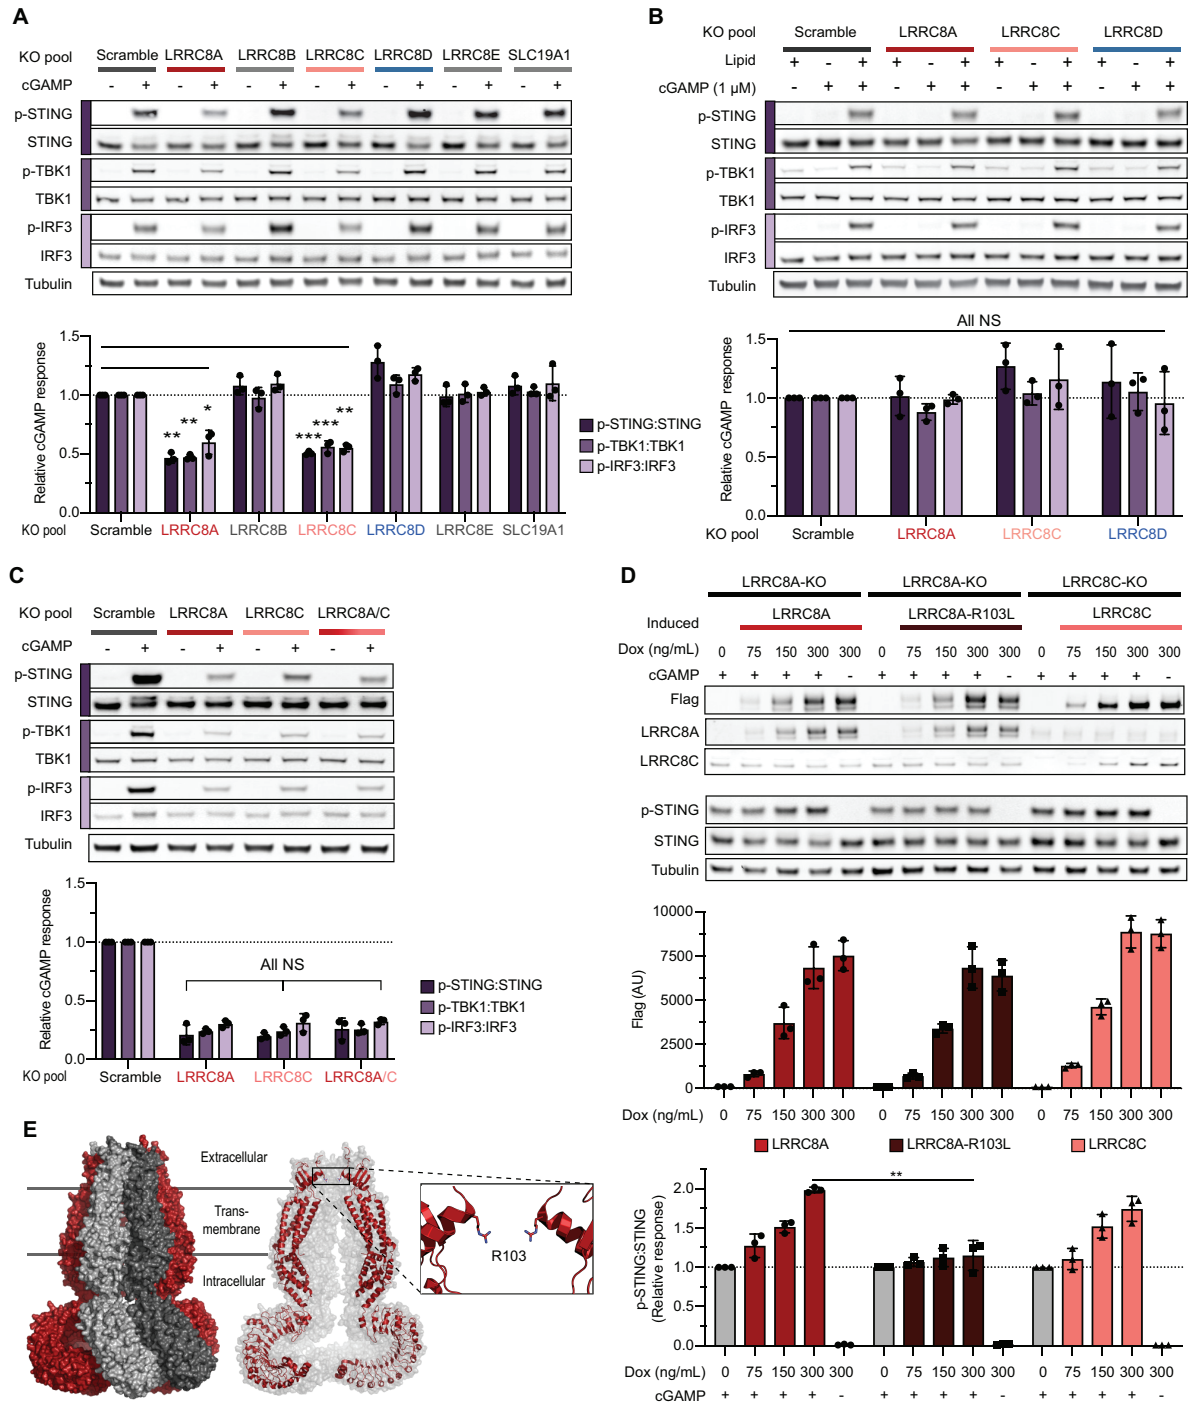 A
KO pool Scramble LRRC8A LRRC8B LRRC8C LRRC8D LRRC8E SLC19A1
cGAMP - + - + - + - + - + - + - +
p-STING
STING
p-TBK1
TBK1
p-IRF3
IRF3
Tubulin
Relative cGAMP response
1.5
1.0
0.5
0.0
** ** * *** *** **
p-STING:STING
p-TBK1:TBK1
p-IRF3:IRF3
KO pool Scramble LRRC8A LRRC8B LRRC8C LRRC8D LRRC8E SLC19A1
B
KO pool Scramble LRRC8A LRRC8C LRRC8D
Lipid + - + + - + + - + + - +
cGAMP (1 µM) - + + - + + - + + - + +
p-STING
STING
p-TBK1
TBK1
p-IRF3
IRF3
Tubulin
All NS
Relative cGAMP response
1.5
1.0
0.5
0.0
KO pool Scramble LRRC8A LRRC8C LRRC8D
C
KO pool Scramble LRRC8A LRRC8C LRRC8A/C
cGAMP - + - + - + - +
p-STING
STING
p-TBK1
TBK1
p-IRF3
IRF3
Tubulin
Relative cGAMP response
1.5
1.0
0.5
0.0
All NS
p-STING:STING
p-TBK1:TBK1
p-IRF3:IRF3
KO pool Scramble LRRC8A LRRC8C LRRC8A/C
D
LRRC8A-KO LRRC8A-KO LRRC8C-KO
Induced LRRC8A LRRC8A-R103L LRRC8C
Dox (ng/mL) 0 75 150 300 300 0 75 150 300 300 0 75 150 300 300
cGAMP + + + + - + + + + - + + + + -
Flag
LRRC8A
LRRC8C
p-STING
STING
Tubulin
Flag (AU)
10000
7500
5000
2500
0
Dox (ng/mL) 0 75 150 300 300 0 75 150 300 300 0 75 150 300 300
LRRC8A LRRC8A-R103L LRRC8C
p-STING:STING
(Relative response)
2.0
1.5
1.0
0.5
0.0
**
Dox (ng/mL) 0 75 150 300 300 0 75 150 300 300 0 75 150 300 300
cGAMP + + + + - + + + + - + + + + -
E
Extracellular
Trans-
membrane
Intracellular
R103